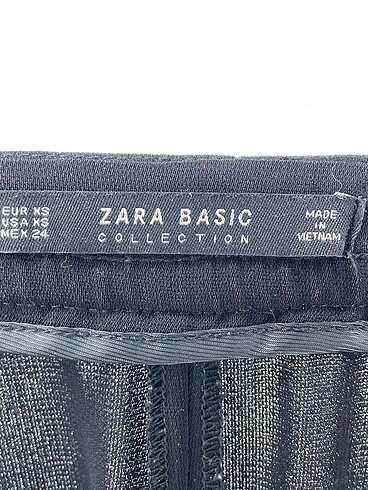 EUR XS
USA XS
MEX 24
ZARA BASIC
COLLECTION
MADE
IN
VIETNAM